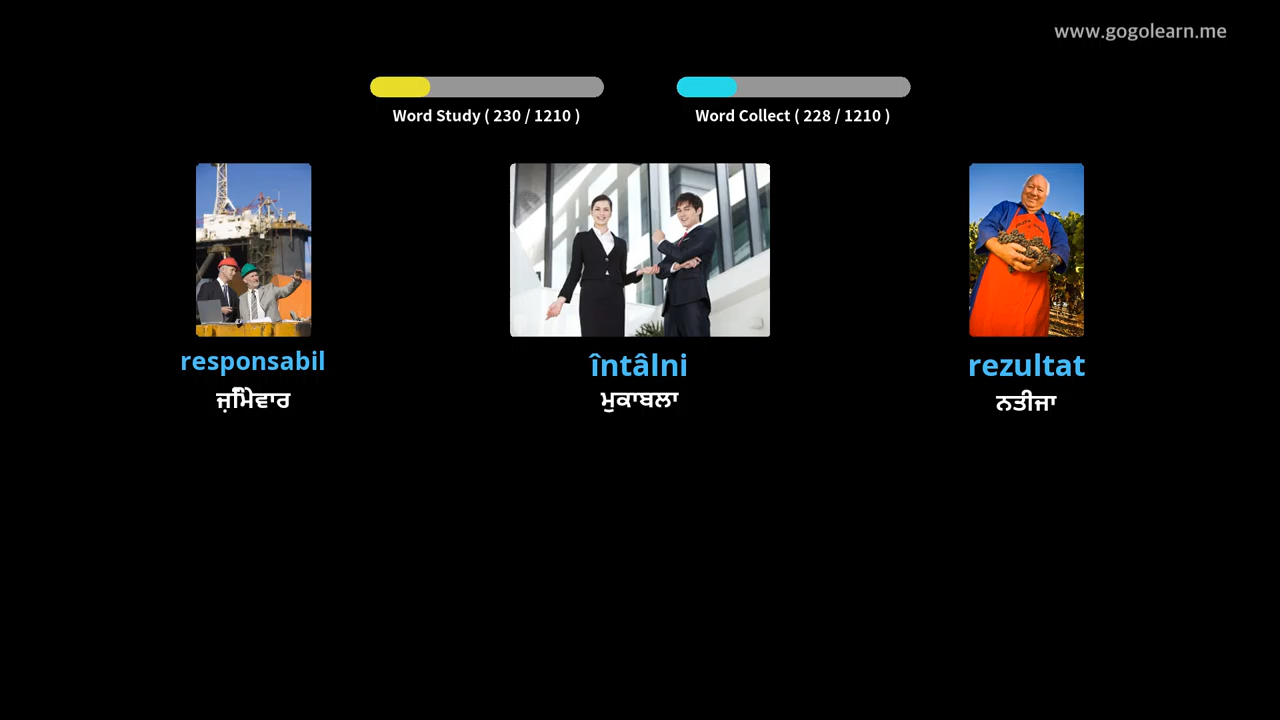 www.gogolearn.me
Word Study ( 230 / 1210 )
Word Collect ( 228 / 1210 )
responsabil
întâlni
rezultat
ਜ਼ਿੰਮੇਵਾਰ
ਮੁਕਾਬਲਾ
ਨਤੀਜਾ